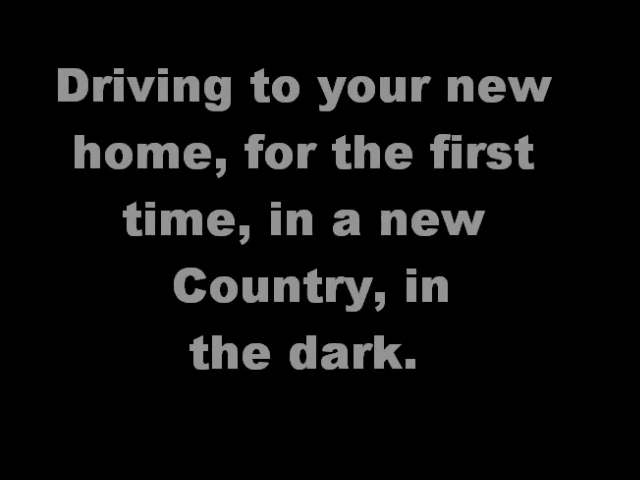 Driving to your new
home, for the first
time, in a new
Country, in
the dark.